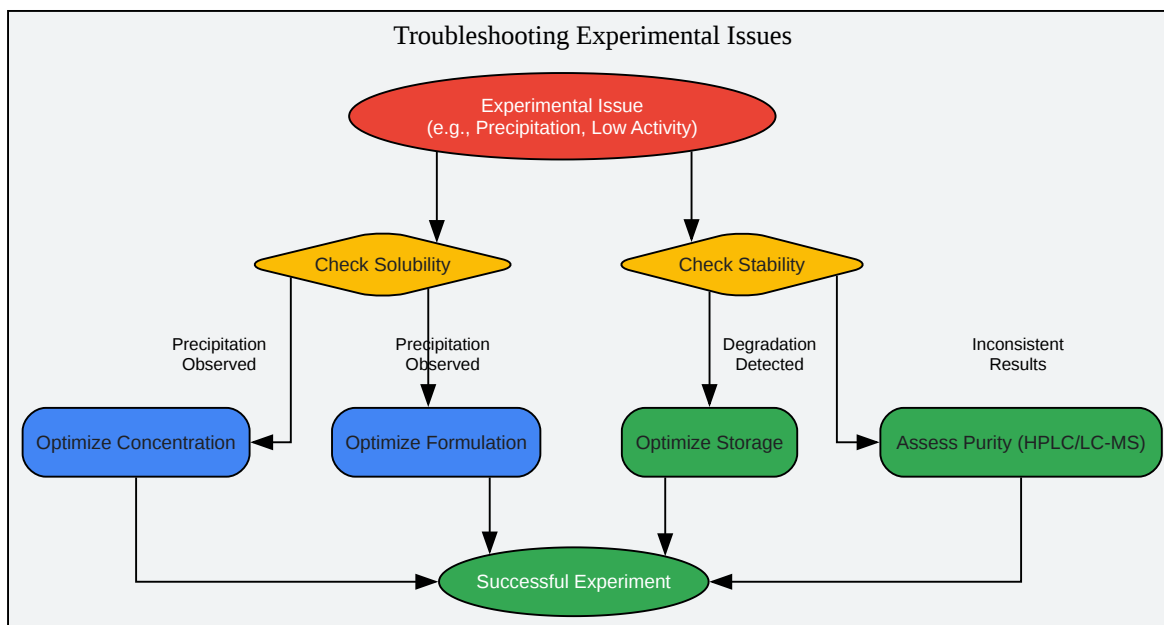 Troubleshooting Experimental Issues
Experimental Issue
(e.g., Precipitation, Low Activity)
Check Solubility
Check Stability
Precipitation
Observed
Precipitation
Observed
Degradation
Detected
Inconsistent
Results
Optimize Concentration
Optimize Formulation
Optimize Storage
Assess Purity (HPLC/LC-MS)
Successful Experiment